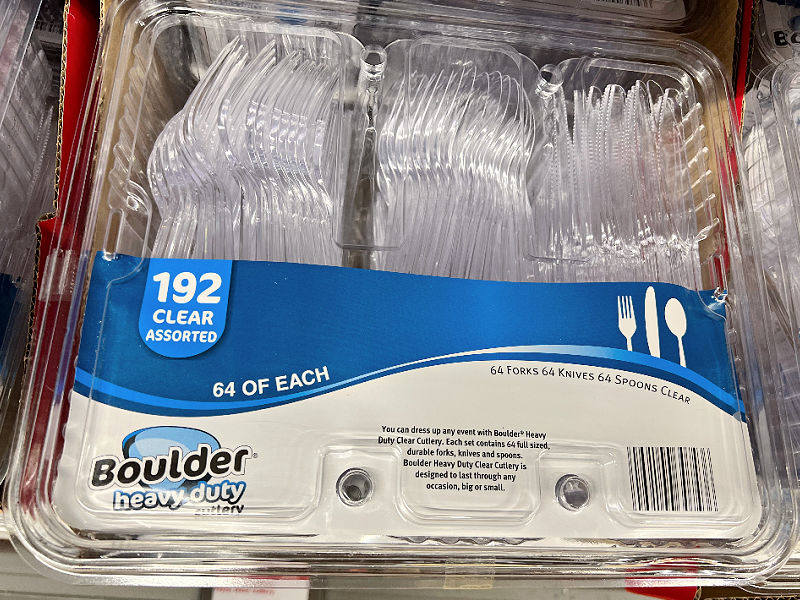 192
CLEAR
ASSORTED
64 OF EACH
64 FORKS 64 KNIVES 64 SPOONS CLEAR
You can dress up any event with Boulder® Heavy
Duty Clear Cutlery. Each set contains 64 full sized,
durable forks, knives and spoons.
Boulder Heavy Duty Clear Cutlery is
designed to last through any
occasion, big or small.
Boulder®
heavy duty
cutlery